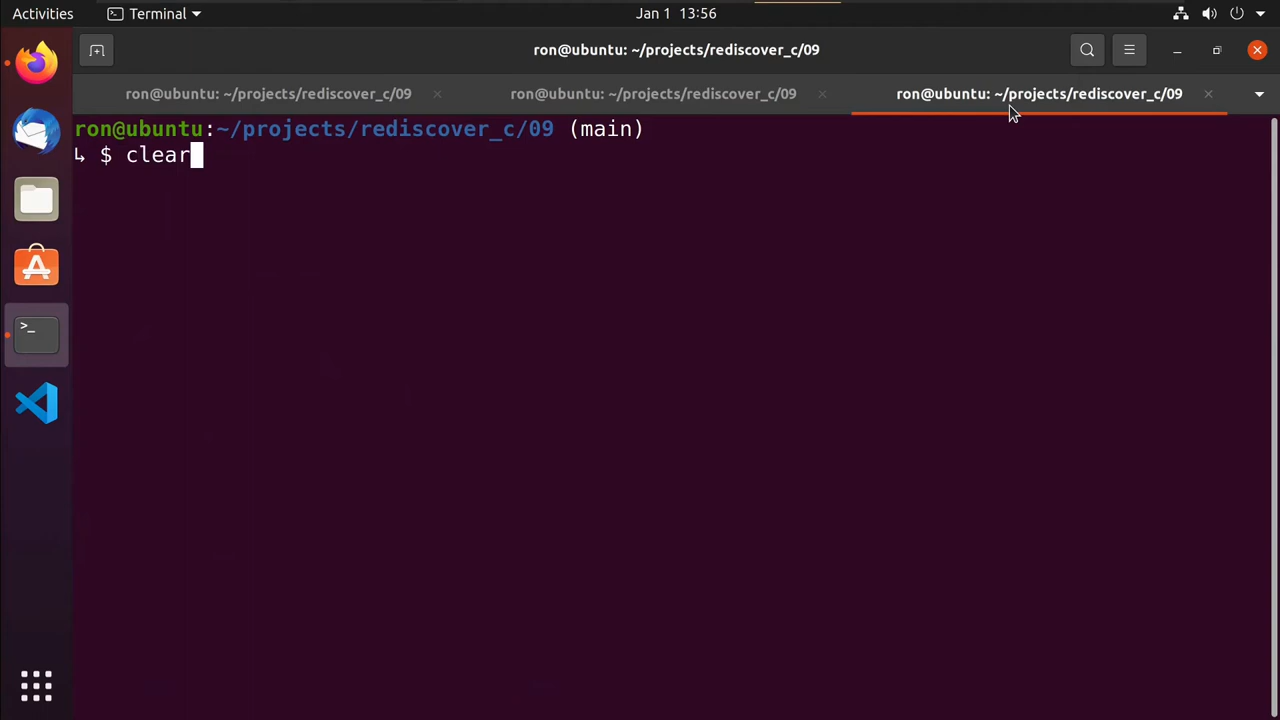 Activities
Terminal
Jan 1 13:56
ron@ubuntu: ~/projects/rediscover_c/09
ron@ubuntu: ~/projects/rediscover_c/09
ron@ubuntu: ~/projects/rediscover_c/09
ron@ubuntu: ~/projects/rediscover_c/09
ron@ubuntu:~/projects/rediscover_c/09 (main)
↳ $ clear